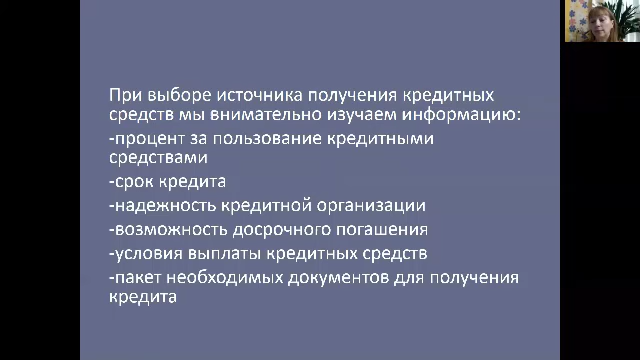 При выборе источника получения кредитных
средств мы внимательно изучаем информацию:
-процент за пользование кредитными
средствами
-срок кредита
-надежность кредитной организации
-возможность досрочного погашения
-условия выплаты кредитных средств
-пакет необходимых документов для получения
кредита